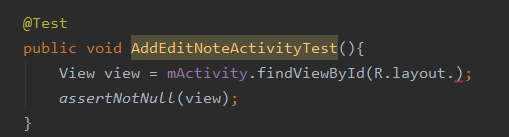 @Test
public void AddEditNoteActivityTest(){
    View view = mActivity.findViewById(R.layout.);
    assertNotNull(view);
}